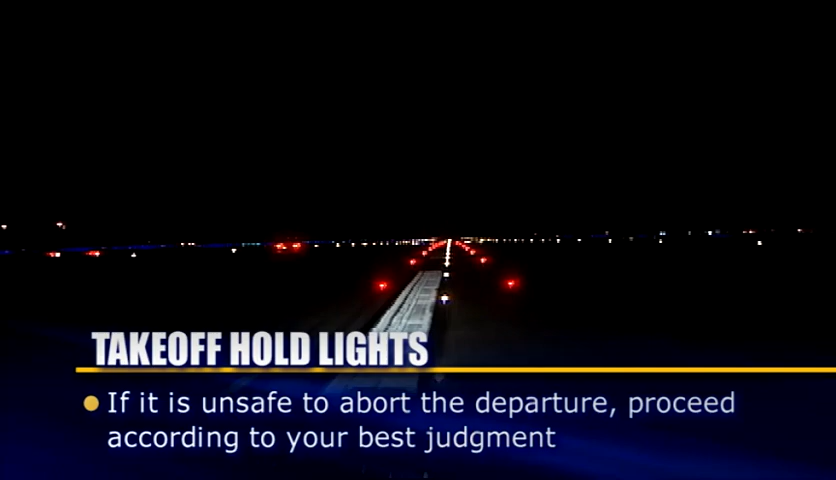 TAKEOFF HOLD LIGHTS
If it is unsafe to abort the departure, proceed
according to your best judgment